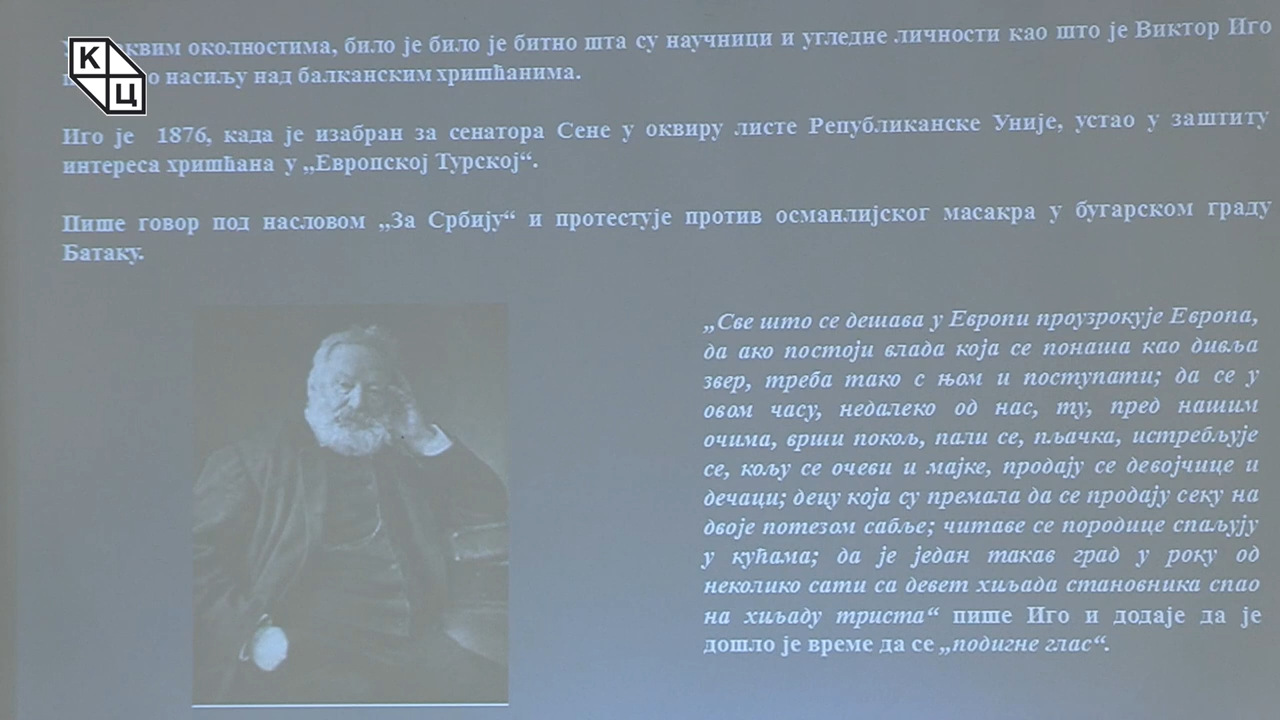 К
Ц
околностима, било је било је битно шта су научници и угледне личности као што је Виктор Иго
насиљу над балканским хришћанима.
Иго је 1876, када је изабран за сенатора Сене у оквиру листе Републиканске Уније, устао у заштиту
интереса хришћана у „Европској Турској“.
Пише говор под насловом „За Србију“ и протестује против османлијског масакра у бугарском граду
Батаку.
„Све што се дешава у Европи проузрокује Европа,
да ако постоји влада која се понаша као дивља
звер, треба тако с њом и поступати; да се у
овом часу, недалеко од нас, ту, пред нашим
очима, врши покољ, пали се, пљачка, истребљује
се, кољу се очеви и мајке, продају се девојчице и
дечаци; децу која су премала да се продају секу на
двоје потезом сабље; читаве се породице спаљују
у кућама; да је један такав град у року од
неколико сати са девет хиљада становника спао
на хиљаду триста“ пише Иго и додаје да је
дошло је време да се „подигне глас“.